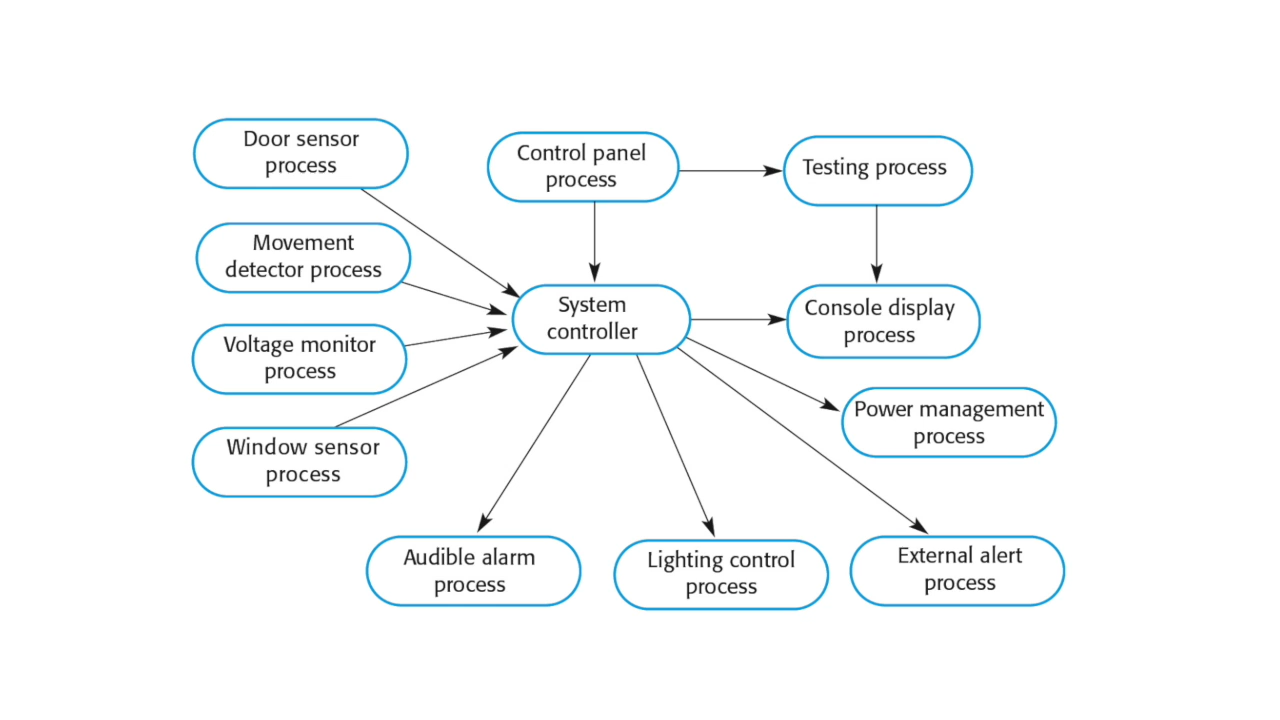 Door sensor
process
Control panel
process
Testing process
Movement
detector process
System
controller
Console display
process
Voltage monitor
process
Power management
process
Window sensor
process
Audible alarm
process
Lighting control
process
External alert
process